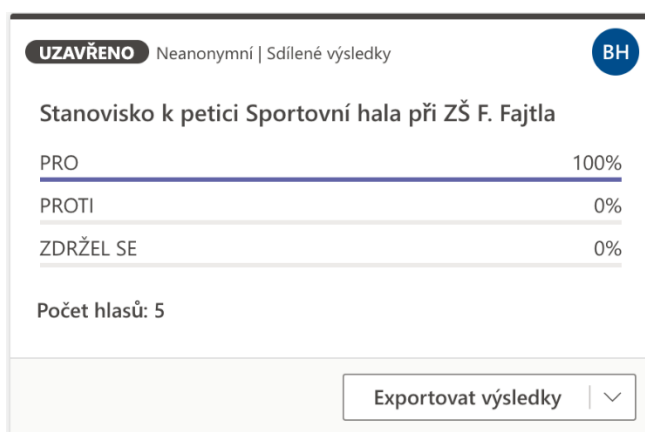 UZAVŘENO Neanonymní | Sdílené výsledky BH
Stanovisko k petici Sportovní hala při ZŠ F. Fajtla
PRO 100%
PROTI 0%
ZDRŽEL SE 0%
Počet hlasů: 5
Exportovat výsledky